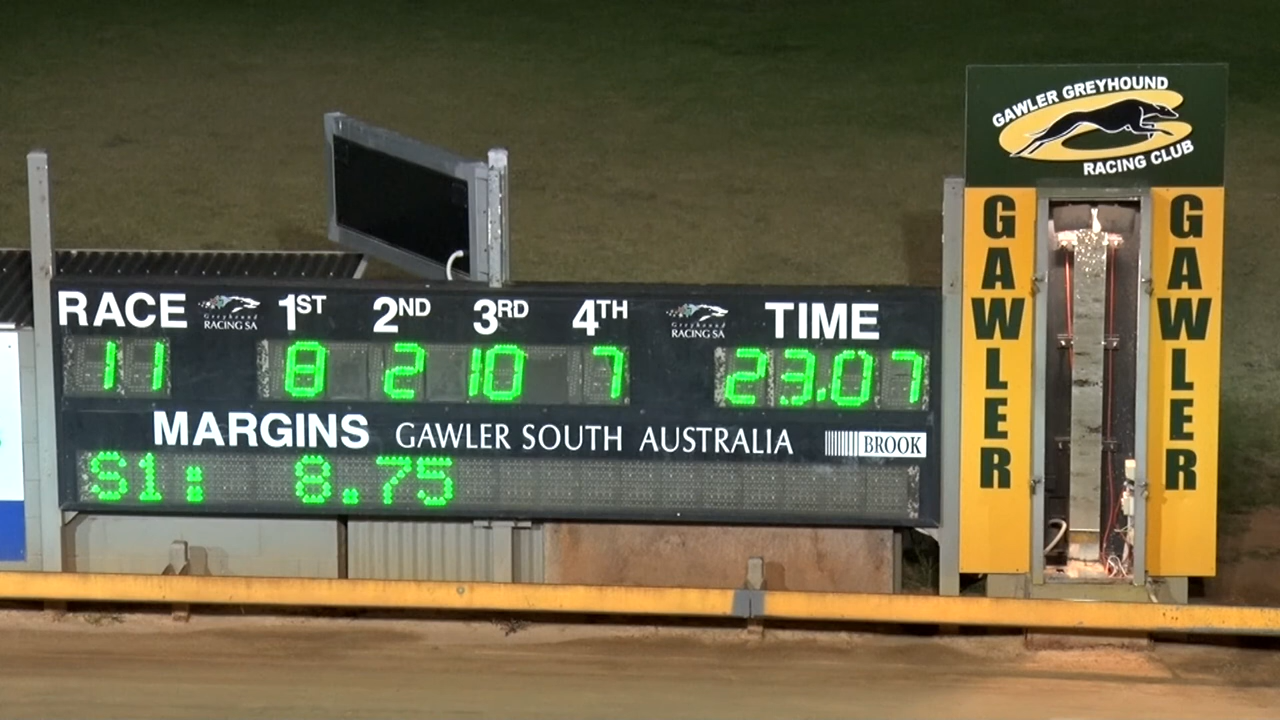 GAWLER GREYHOUND
RACING CLUB
GAWLER
GAWLER
RACE Greyhound RACING SA 1ST 2ND 3RD 4TH Greyhound RACING SA TIME
11 8 2 10 7 23.07
MARGINS GAWLER SOUTH AUSTRALIA BROOK
S1: 8.75